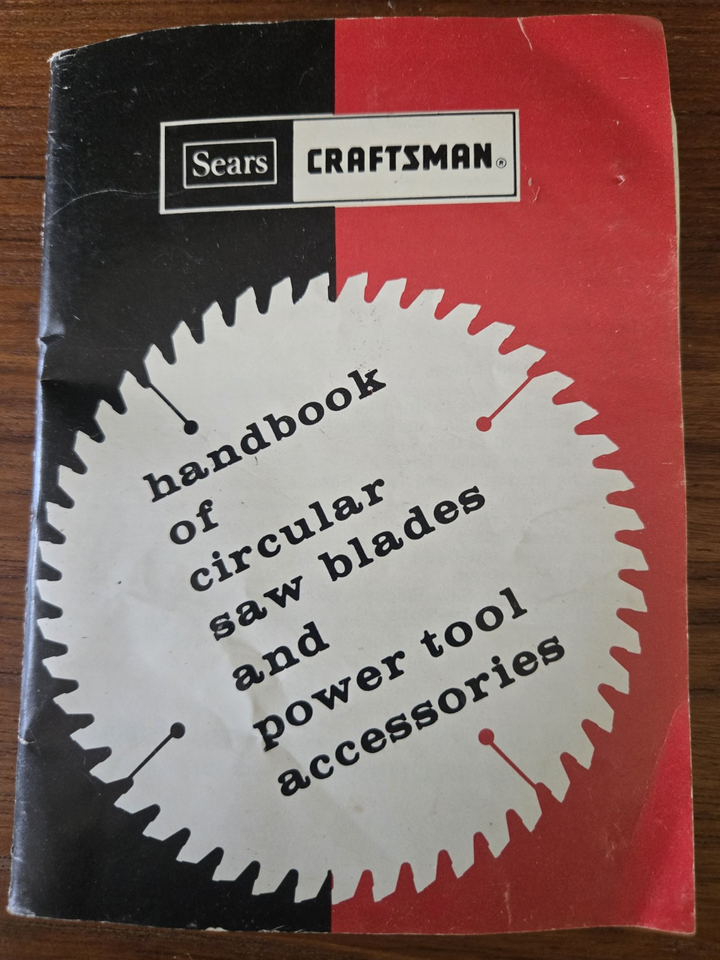 Sears
CRAFTSMAN®
handbook
of
circular
saw blades
and
power tool
accessories